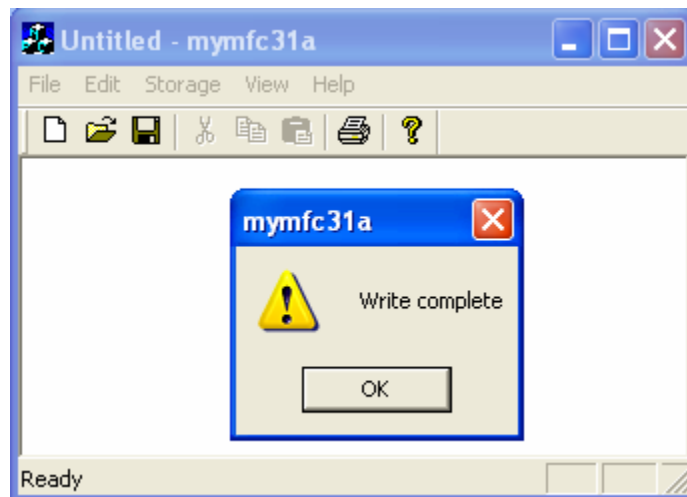 Untitled - mymfc31a
File Edit Storage View Help
mymfc31a
Write complete
OK
Ready